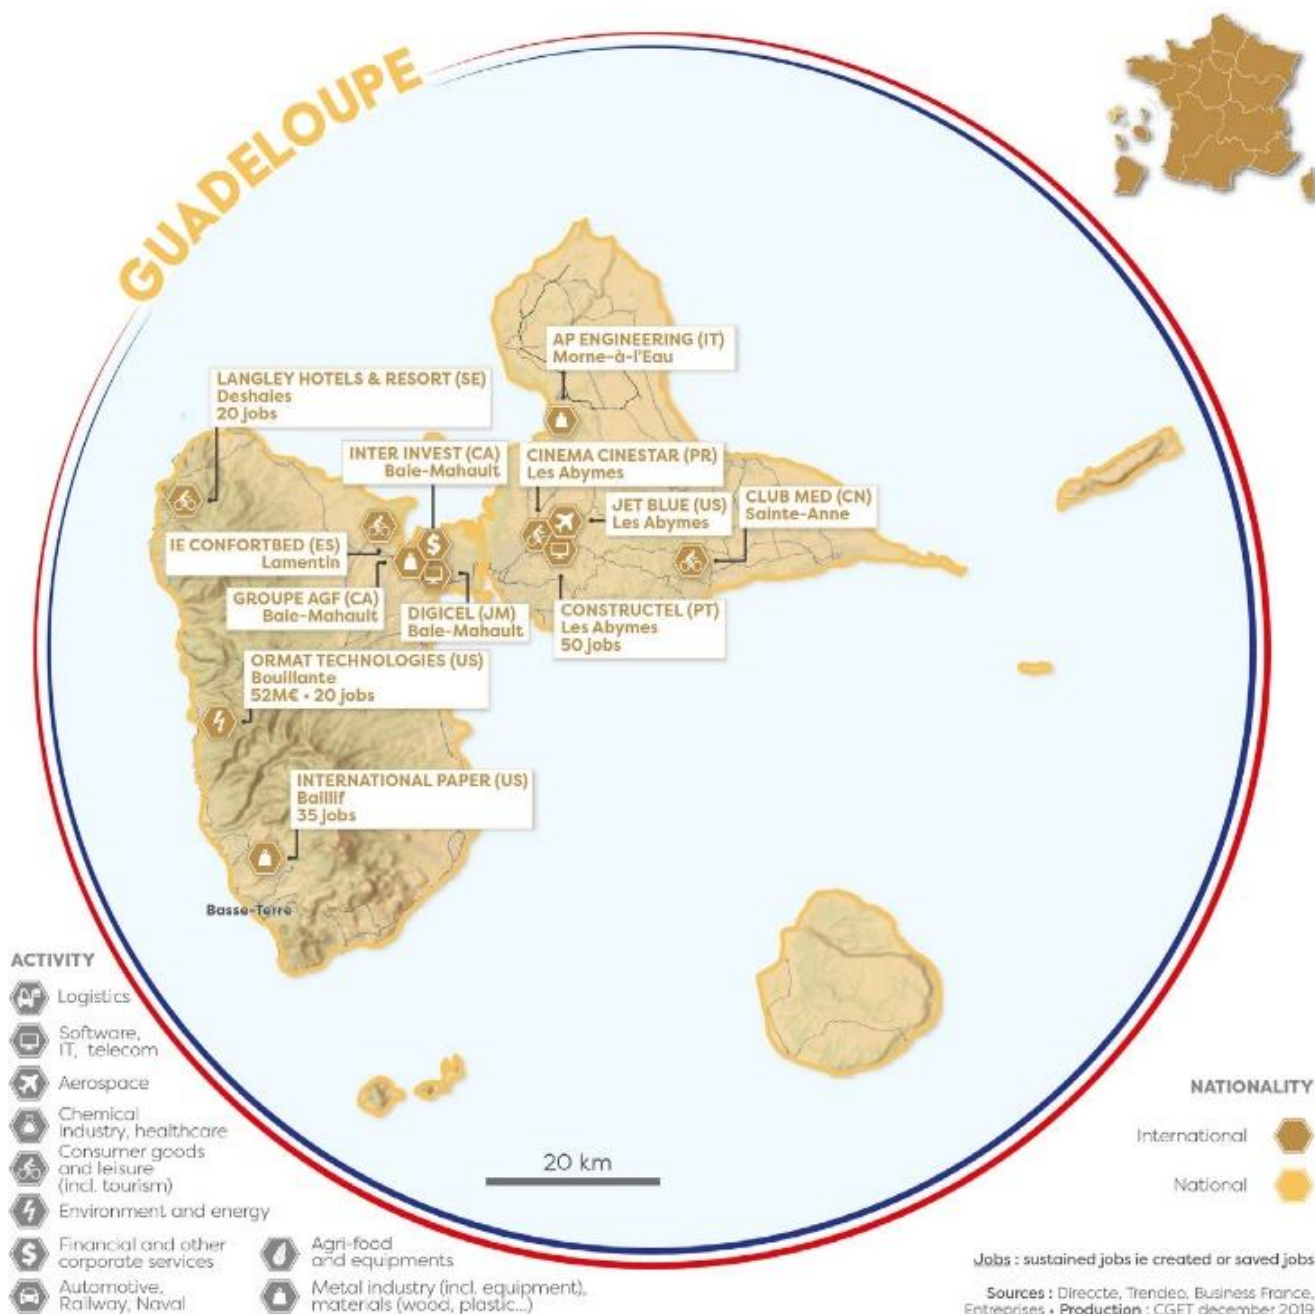 GUADELOUPE
AP ENGINEERING (IT)
Morne-à-l'Eau
LANGLEY HOTELS & RESORT (SE)
Deshaies
20 jobs
INTER INVEST (CA)
Baie-Mahault
CINEMA CINESTAR (PR)
Les Abymes
JET BLUE (US)
Les Abymes
CLUB MED (CN)
Sainte-Anne
IE CONFORTBED (ES)
Lamentin
GROUPE AGF (CA)
Baie-Mahault
DIGICEL (JM)
Baie-Mahault
CONSTRUCTEL (PT)
Les Abymes
50 jobs
ORMAT TECHNOLOGIES (US)
Bouillante
52M€ • 20 jobs
INTERNATIONAL PAPER (US)
Baillif
35 jobs
Basse-Terre
ACTIVITY
Logistics
Software,
IT, telecom
Aerospace
Chemical
industry, healthcare
Consumer goods
and leisure
(incl. tourism)
Environment and energy
Financial and other
corporate services
Automotive,
Railway, Naval
Agri-food
and equipments
Metal industry (incl. equipment),
materials (wood, plastic...)
20 km
NATIONALITY
International
National
Jobs : sustained jobs ie created or saved jobs
Sources : Direccte, Trendeo, Business France,
Entreprises • Production : CGET december 2019